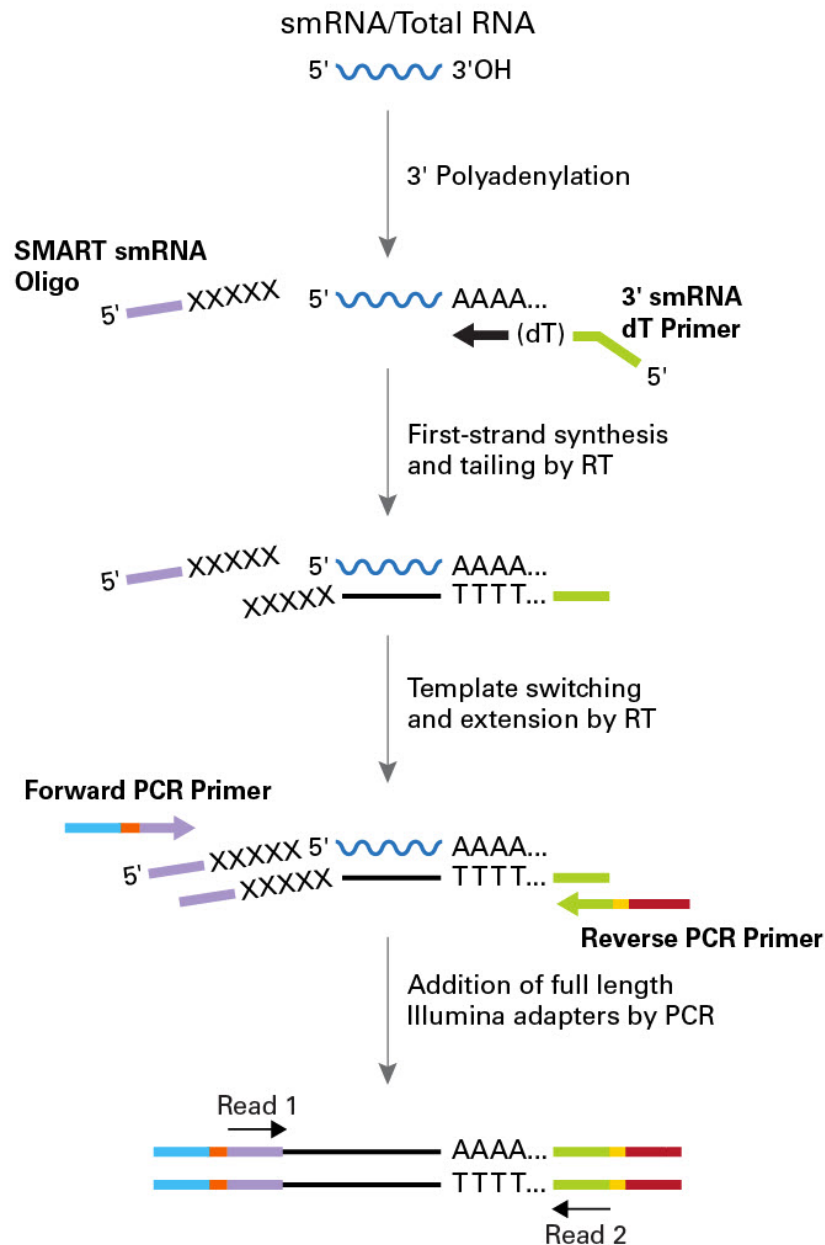 smRNA/Total RNA
5' 3'OH
3' Polyadenylation
SMART smRNA
Oligo
5' XXXXX
5' AAAA...
3' smRNA
dT Primer
(dT)
5'
First-strand synthesis
and tailing by RT
5' XXXXX
5' AAAA...
XXXXX TTTT...
Template switching
and extension by RT
Forward PCR Primer
5' XXXXX 5' AAAA...
XXXXX TTTT...
Reverse PCR Primer
Addition of full length
Illumina adapters by PCR
Read 1
AAAA...
TTTT...
Read 2